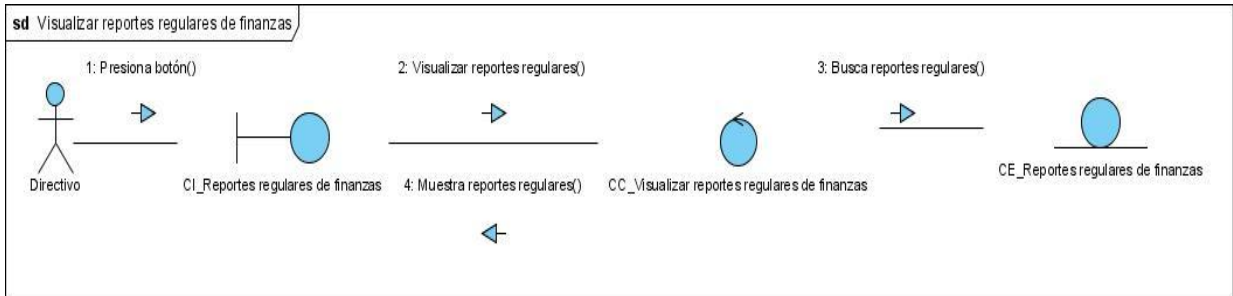 sd Visualizar reportes regulares de finanzas
1: Presiona botón()
2: Visualizar reportes regulares()
3: Busca reportes regulares()
Directivo
CI_Reportes regulares de finanzas
4: Muestra reportes regulares()
CC_Visualizar reportes regulares de finanzas
CE_Reportes regulares de finanzas